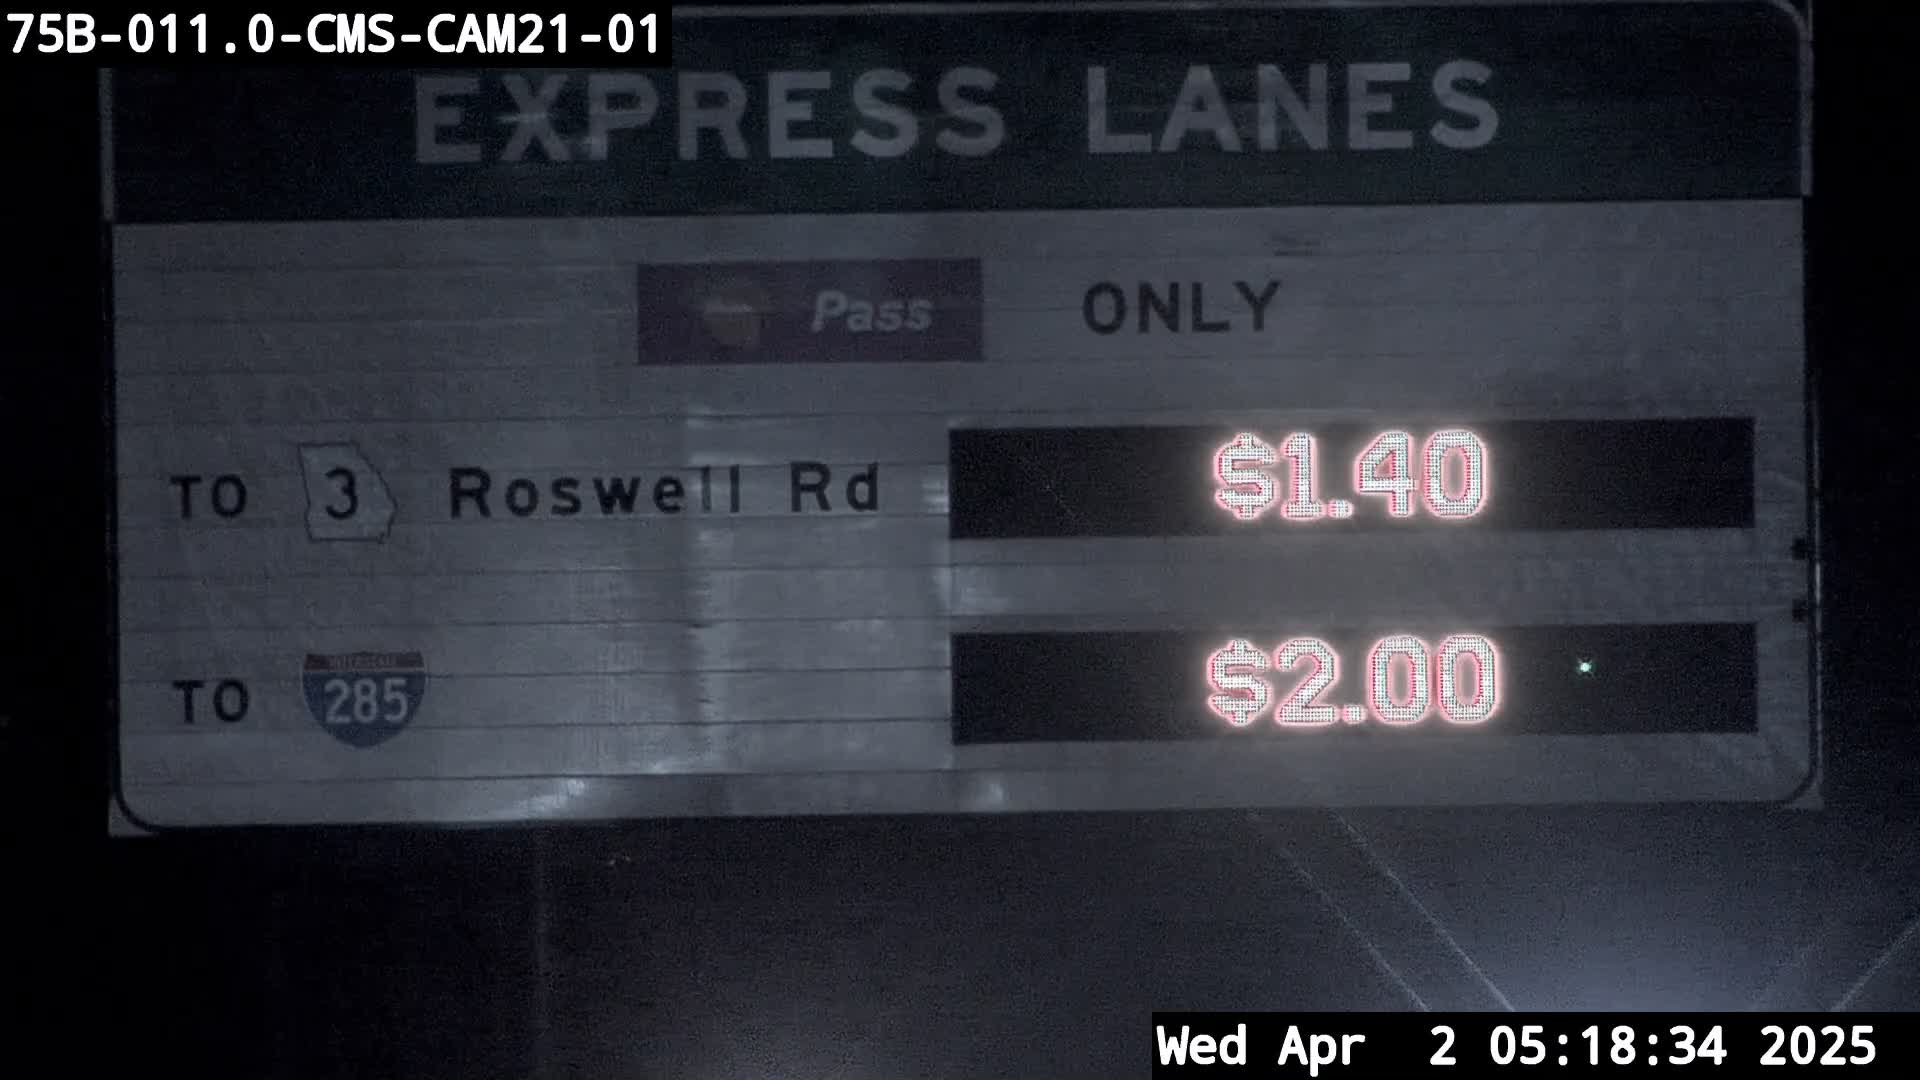 75B-011.0-CMS-CAM21-01
EXPRESS LANES
Pass ONLY
TO 3 Roswell Rd $1.40
INTERSTATE
TO 285 $2.00
Wed Apr 2 05:18:34 2025